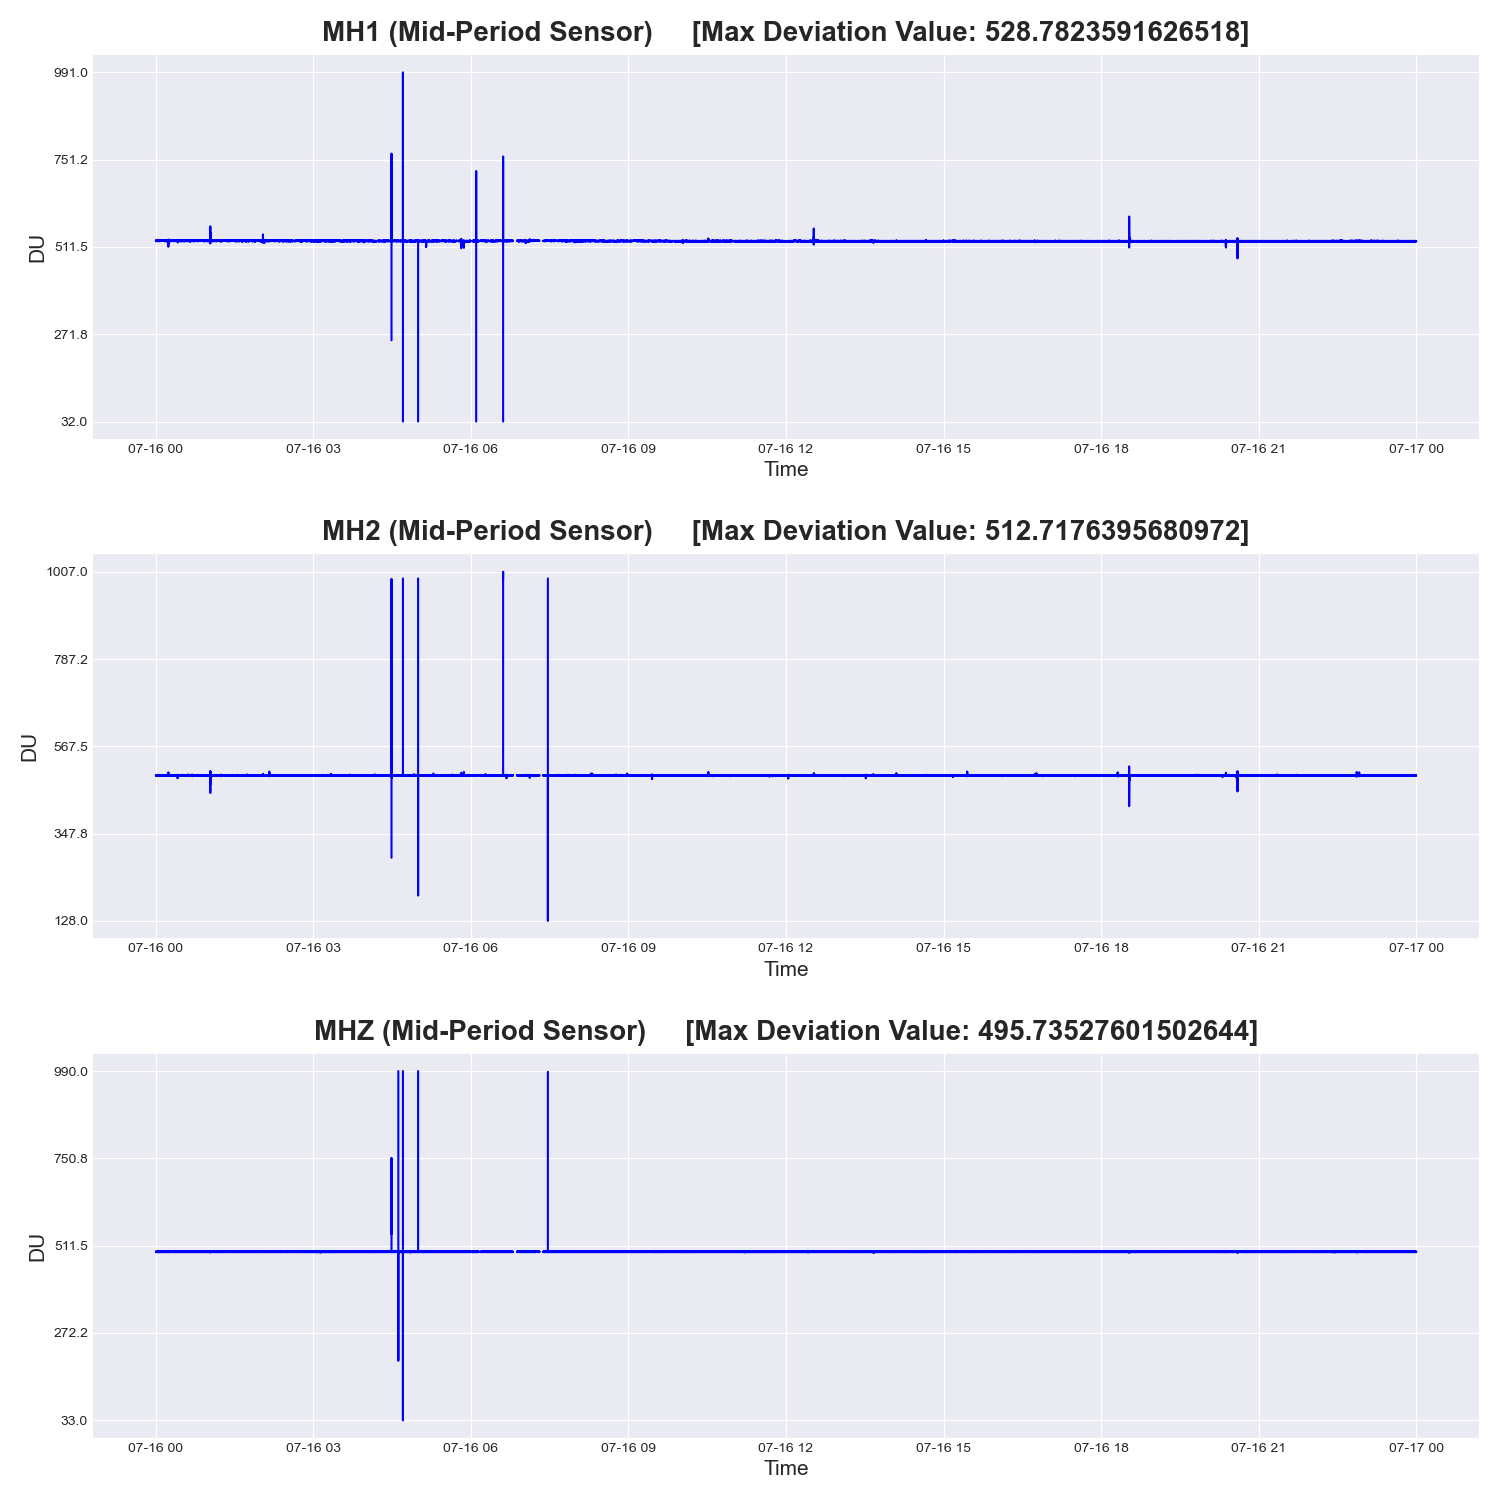 MH1 (Mid-Period Sensor) [Max Deviation Value: 528.7823591626518]
991.0
751.2
511.5
271.8
32.0
DU
07-16 00 07-16 03 07-16 06 07-16 09 07-16 12 07-16 15 07-16 18 07-16 21 07-17 00
Time
MH2 (Mid-Period Sensor) [Max Deviation Value: 512.7176395680972]
1007.0
787.2
567.5
347.8
128.0
DU
07-16 00 07-16 03 07-16 06 07-16 09 07-16 12 07-16 15 07-16 18 07-16 21 07-17 00
Time
MHZ (Mid-Period Sensor) [Max Deviation Value: 495.73527601502644]
990.0
750.8
511.5
272.2
33.0
DU
07-16 00 07-16 03 07-16 06 07-16 09 07-16 12 07-16 15 07-16 18 07-16 21 07-17 00
Time